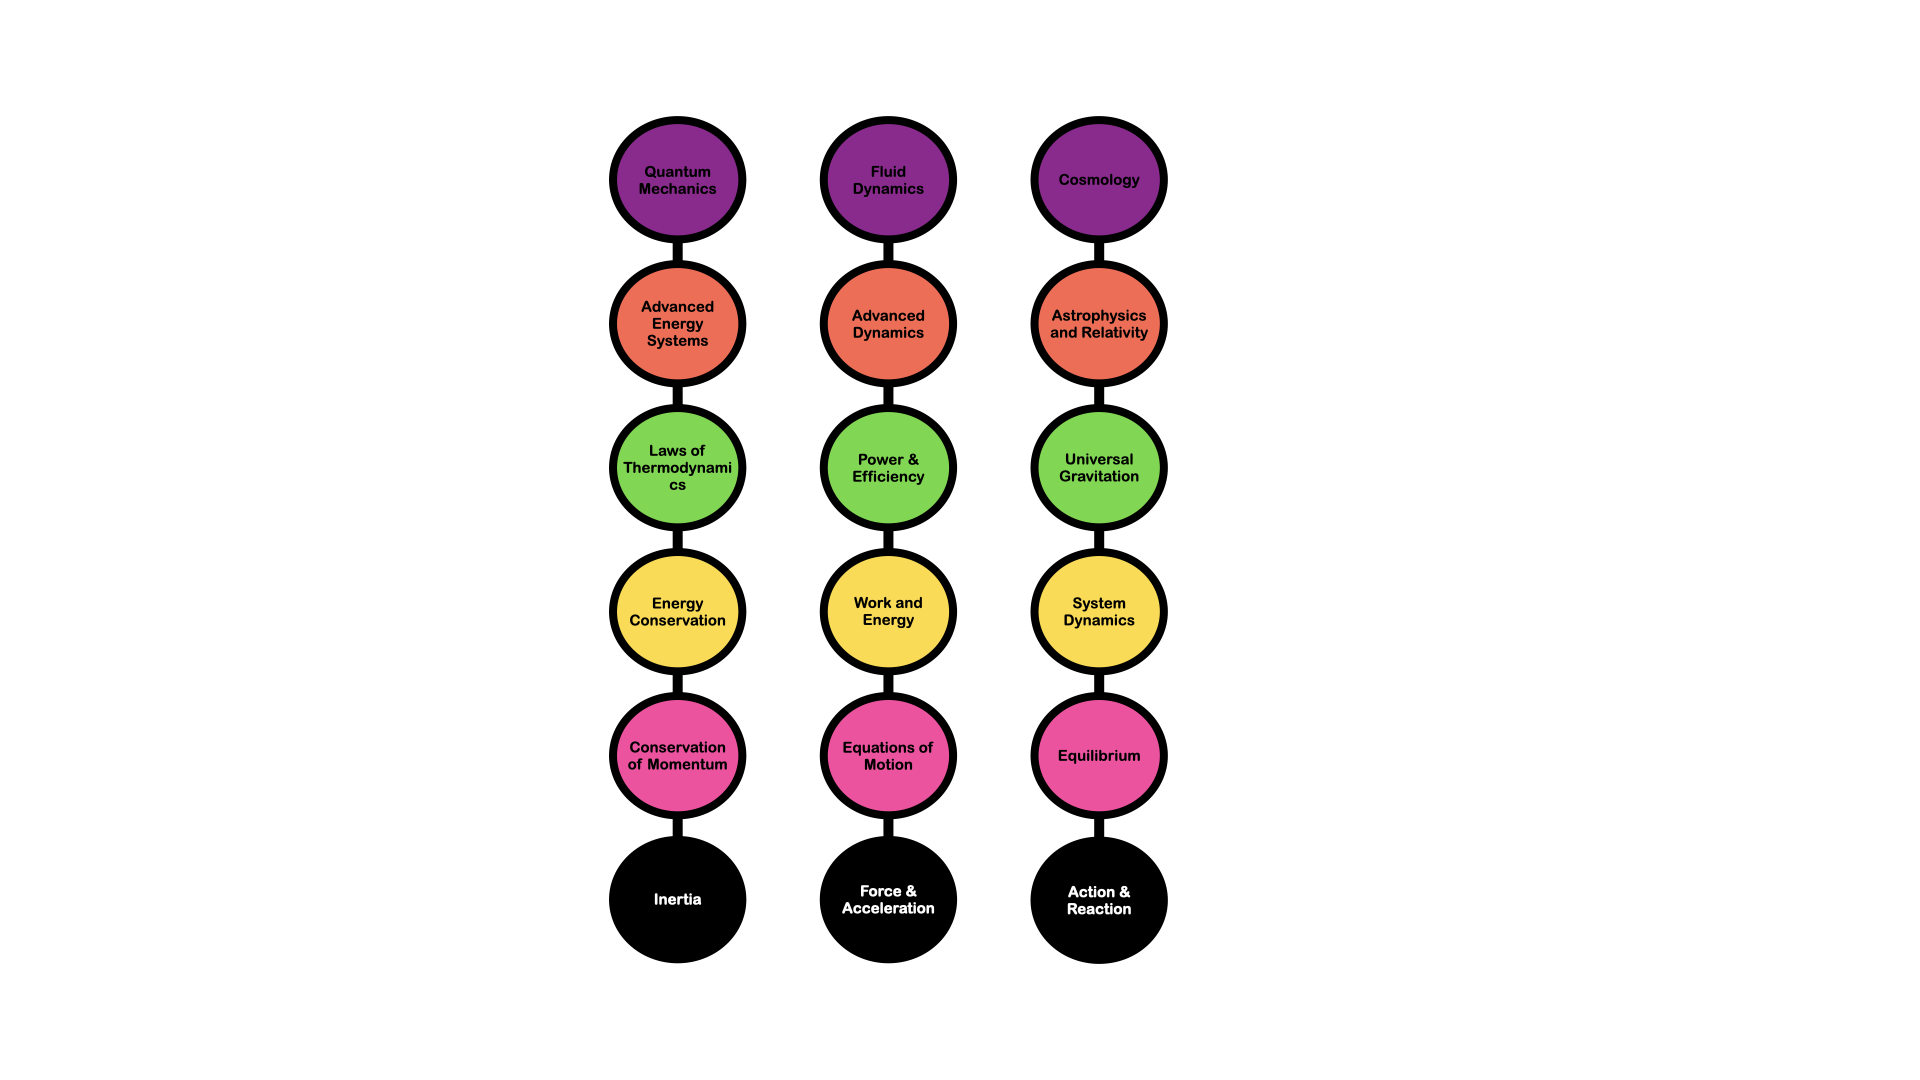 Quantum
Mechanics
Fluid
Dynamics
Cosmology
Advanced
Energy
Systems
Advanced
Dynamics
Astrophysics
and Relativity
Laws of
Thermodynami
cs
Power &
Efficiency
Universal
Gravitation
Energy
Conservation
Work and
Energy
System
Dynamics
Conservation
of Momentum
Equations of
Motion
Equilibrium
Inertia
Force &
Acceleration
Action &
Reaction